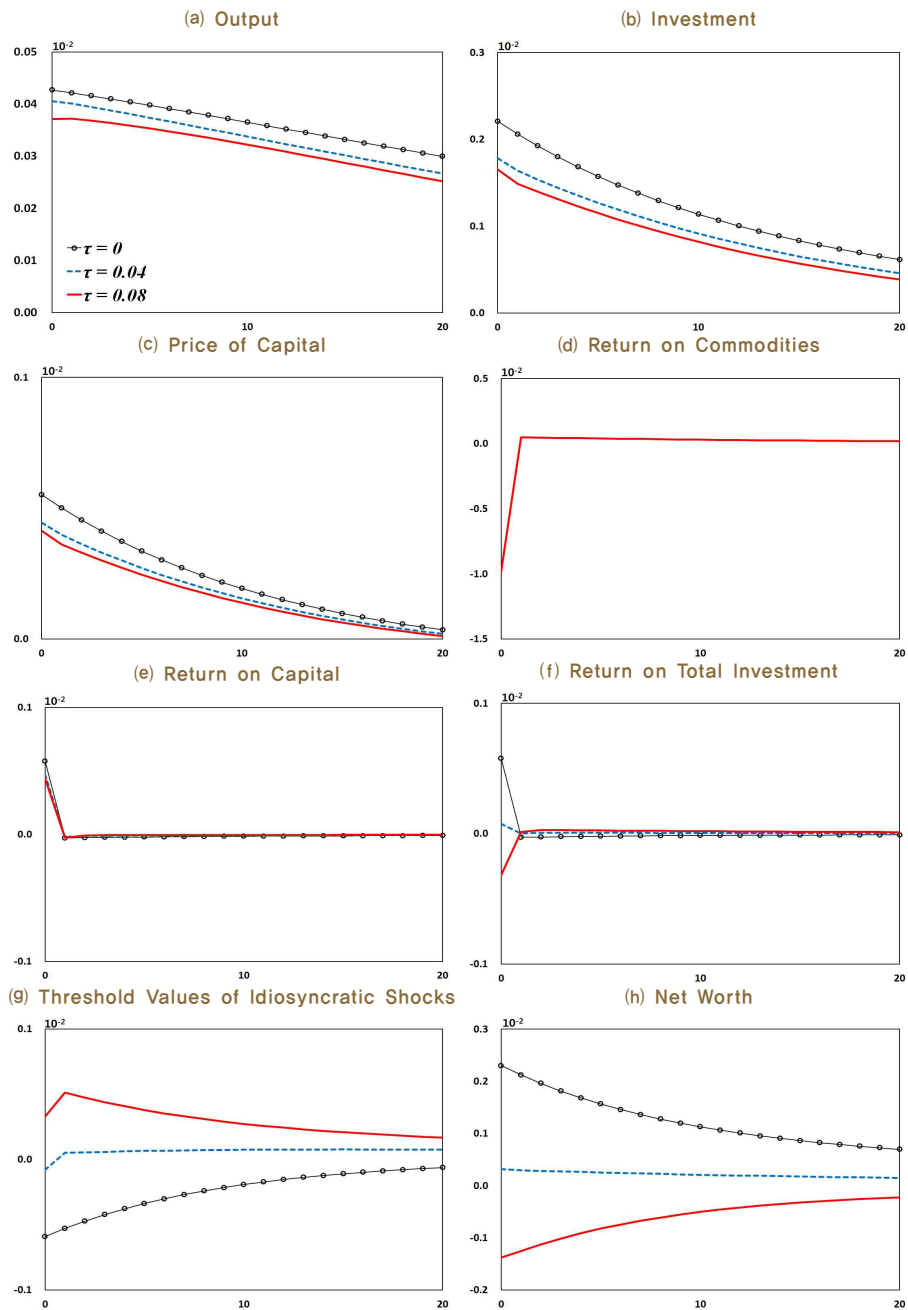 (a) Output
10-2
0.05
0.04
0.03
0.02
0.01
0.00
τ = 0
τ = 0.04
τ = 0.08
0 10 20
(b) Investment
10-2
0.3
0.2
0.1
0.0
0 10 20
(c) Price of Capital
10-2
0.1
0.0
0 10 20
(d) Return on Commodities
10-2
0.5
0.0
-0.5
-1.0
-1.5
0 10 20
(e) Return on Capital
10-2
0.1
0.0
-0.1
0 10 20
(f) Return on Total Investment
10-2
0.1
0.0
-0.1
0 10 20
(g) Threshold Values of Idiosyncratic Shocks
10-2
0.1
0.0
-0.1
0 10 20
(h) Net Worth
10-2
0.3
0.2
0.1
0.0
-0.1
-0.2
0 10 20